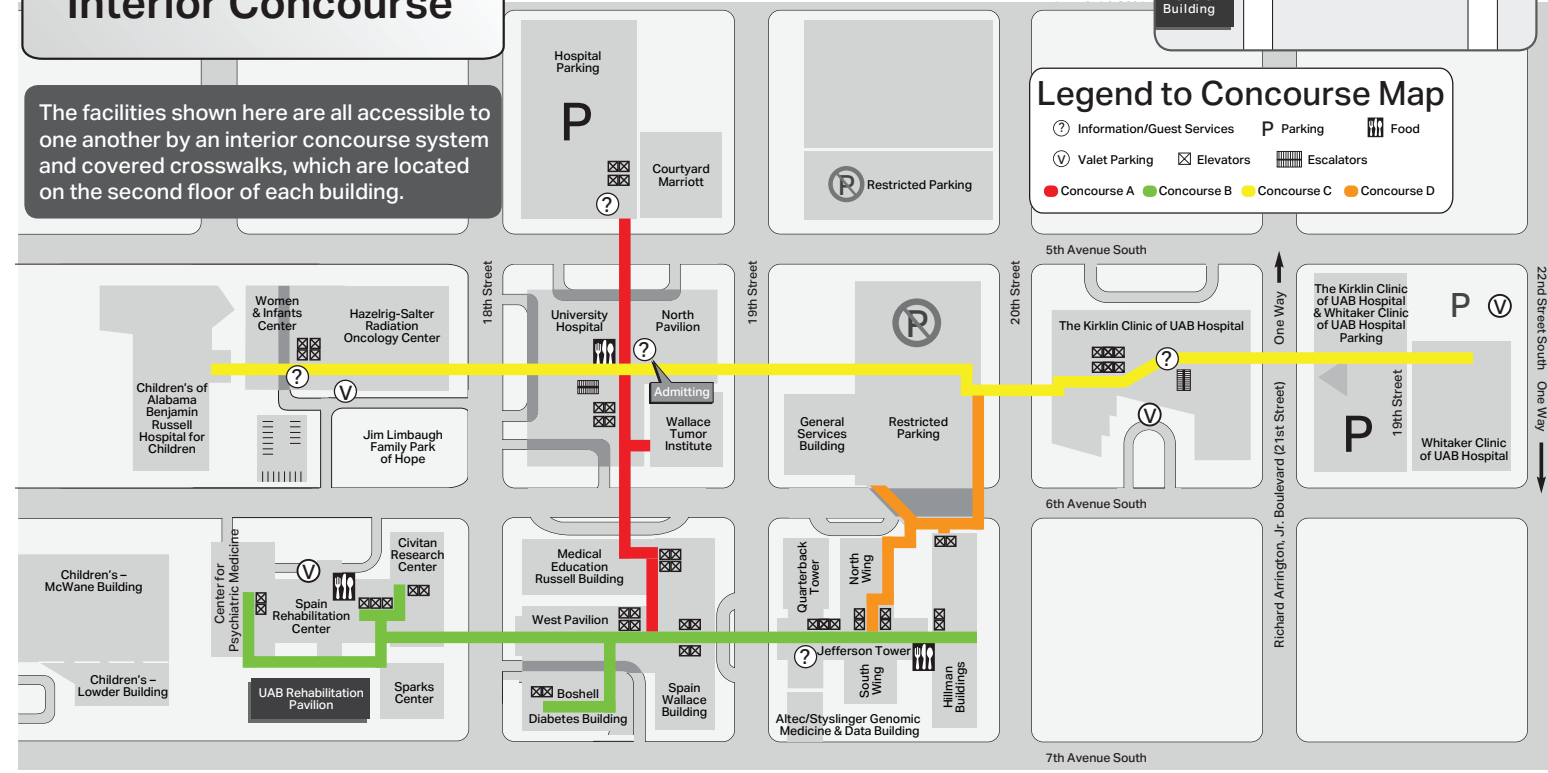 Interior Concourse
Building
The facilities shown here are all accessible to
one another by an interior concourse system
and covered crosswalks, which are located
on the second floor of each building.
Hospital
Parking
P
Courtyard
Marriott
?
P
Restricted Parking
Legend to Concourse Map
? Information/Guest Services
P Parking
Food
V Valet Parking
Elevators
Escalators
Concourse A
Concourse B
Concourse C
Concourse D
5th Avenue South
18th Street
19th Street
20th Street
One Way
22nd Street South
One Way
Women
& Infants
Center
Hazelrig-Salter
Radiation
Oncology Center
University
Hospital
North
Pavilion
?
P
The Kirklin Clinic of UAB Hospital
?
The Kirklin Clinic
of UAB Hospital
& Whitaker Clinic
of UAB Hospital
Parking
P
V
?
V
Admitting
Children's of
Alabama
Benjamin
Russell
Hospital for
Children
Jim Limbaugh
Family Park
of Hope
Wallace
Tumor
Institute
General
Services
Building
Restricted
Parking
V
P
19th Street
Whitaker Clinic
of UAB Hospital
Richard Arrington, Jr. Boulevard (21st Street)
6th Avenue South
Children's –
McWane Building
Center for
Psychiatric Medicine
V
Civitan
Research
Center
Spain
Rehabilitation
Center
Medical
Education
Russell Building
West Pavilion
Quarterback
Tower
North
Wing
?
Jefferson Tower
Children's –
Lowder Building
UAB Rehabilitation
Pavilion
Sparks
Center
Boshell
Diabetes Building
Spain
Wallace
Building
South
Wing
Hillman
Buildings
Altec/Styslinger Genomic
Medicine & Data Building
7th Avenue South